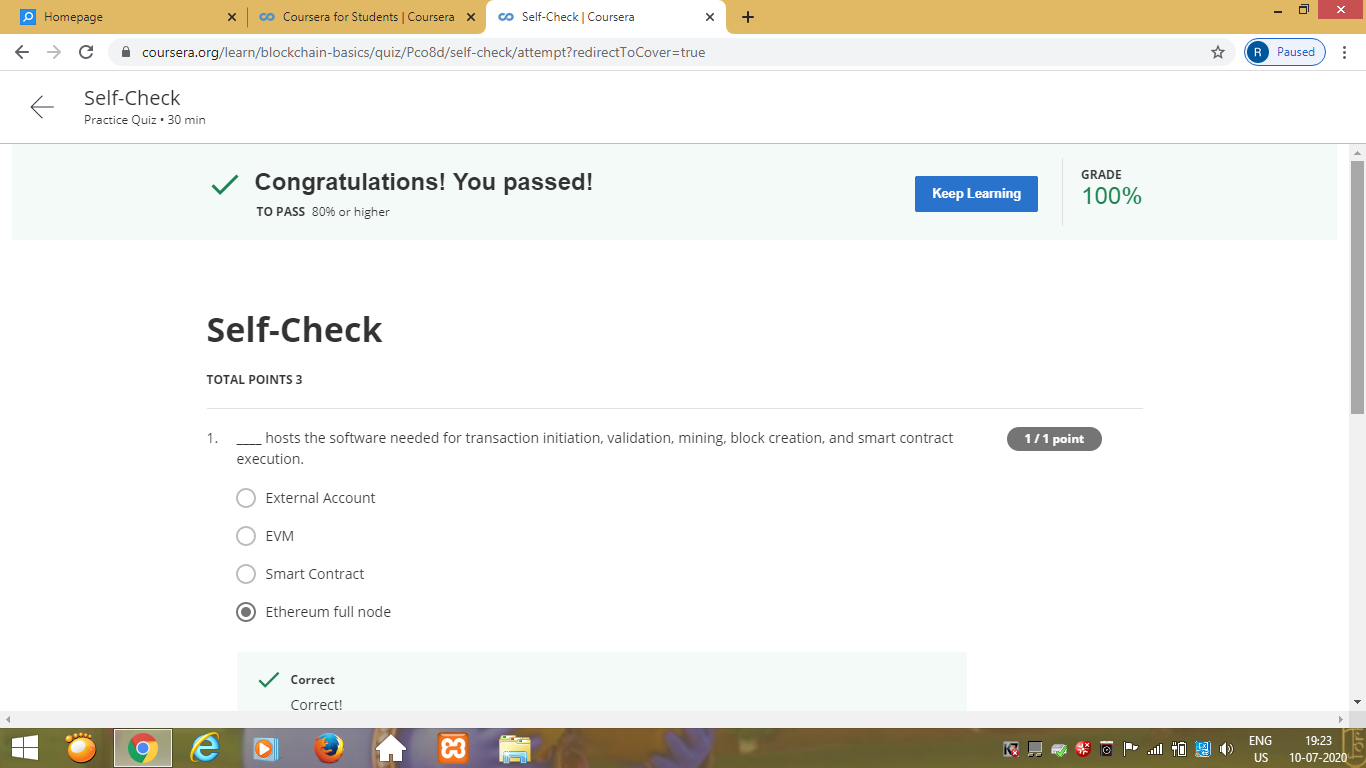 Homepage
Coursera for Students | Coursera
Self-Check | Coursera
coursera.org/learn/blockchain-basics/quiz/Pco8d/self-check/attempt?redirectToCover=true
R Paused
Self-Check
Practice Quiz • 30 min
Congratulations! You passed!
TO PASS 80% or higher
Keep Learning
GRADE
100%
Self-Check
TOTAL POINTS 3
1. ____ hosts the software needed for transaction initiation, validation, mining, block creation, and smart contract
execution.
1 / 1 point
External Account
EVM
Smart Contract
Ethereum full node
Correct
Correct!
ENG
US
19:23
10-07-2020